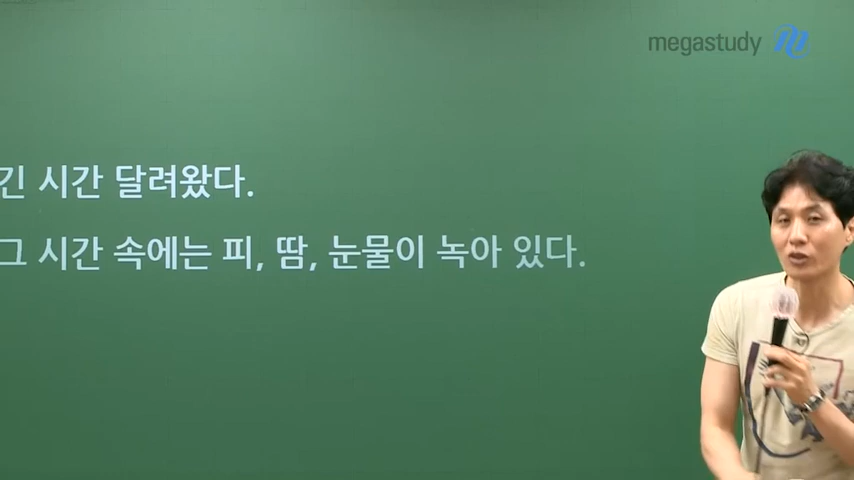 megastudy
긴 시간 달려왔다.
그 시간 속에는 피, 땀, 눈물이 녹아 있다.